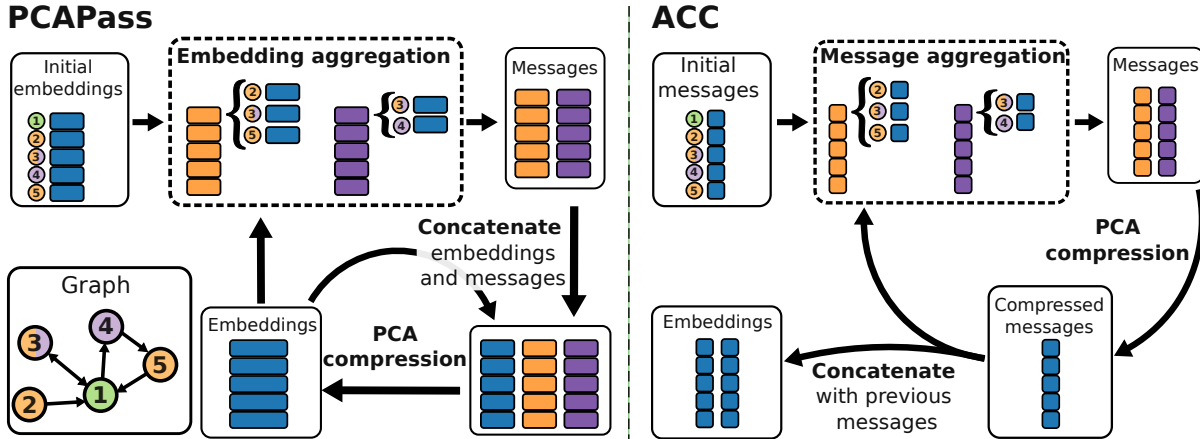 PCAPass
Initial
embeddings
1
2
3
4
5
Embedding aggregation
2
3
5
3
4
Messages
Concatenate
embeddings
and messages
Graph
3
4
5
1
2
Embeddings
PCA
compression
ACC
Initial
messages
1
2
3
4
5
Message aggregation
2
3
5
3
4
Messages
PCA
compression
Embeddings
Concatenate
with previous
messages
Compressed
messages